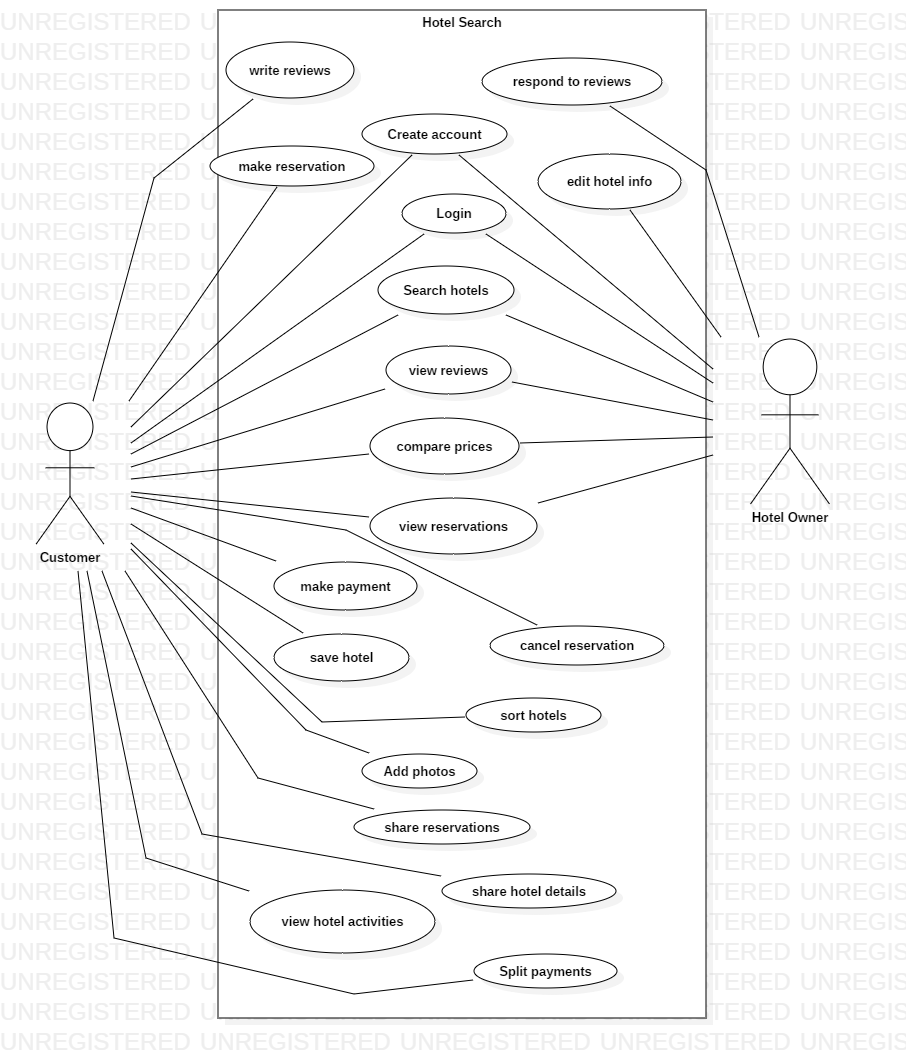 Hotel Search
write reviews
respond to reviews
Create account
make reservation
edit hotel info
Login
Search hotels
view reviews
compare prices
view reservations
Hotel Owner
Customer
make payment
cancel reservation
save hotel
sort hotels
Add photos
share reservations
share hotel details
view hotel activities
Split payments
UNREGISTERED UNREGISTERED UNREGISTERED UNREGISTERED UNREGIS